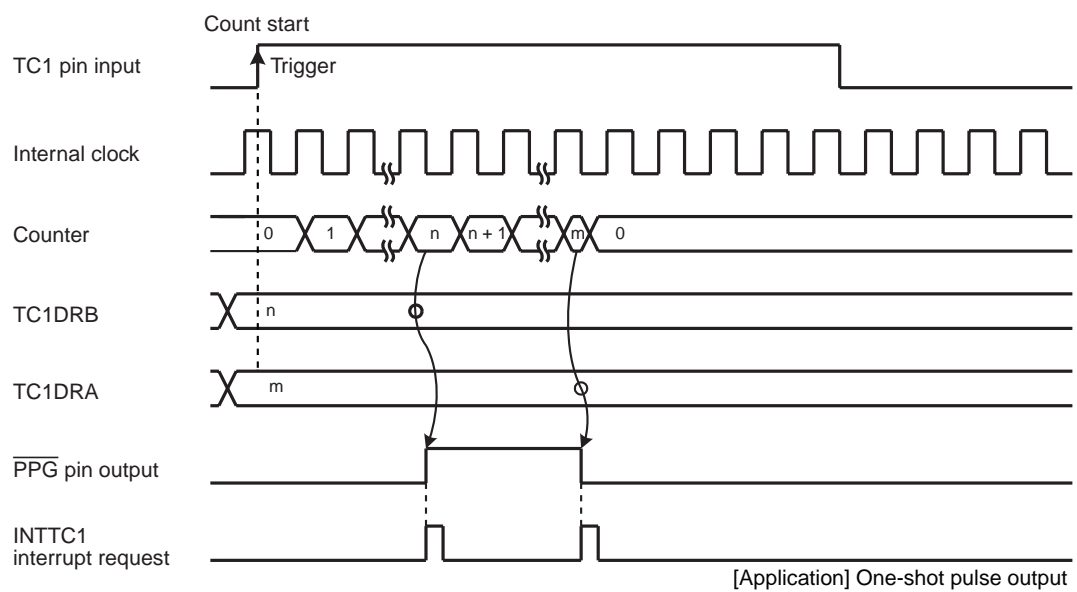 Count start
TC1 pin input
Trigger
Internal clock
Counter
0
1
n
n + 1
m
0
TC1DRB
n
TC1DRA
m
PPG pin output
INTTC1
interrupt request
[Application] One-shot pulse output